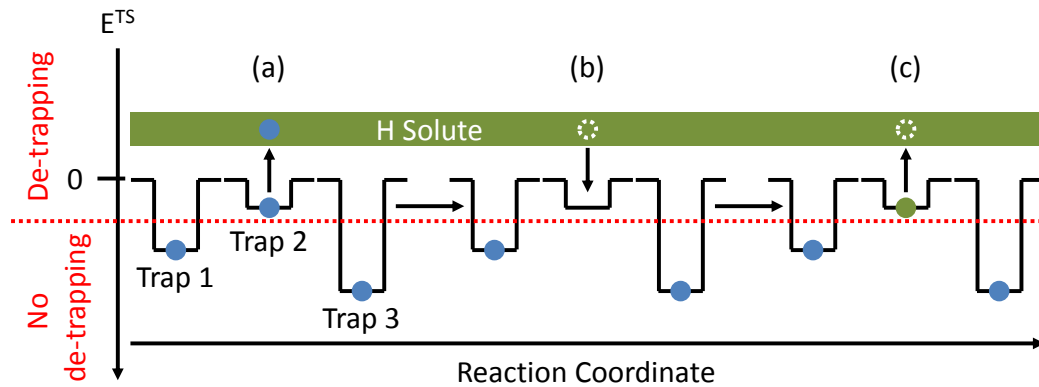 E^TS
(a)
(b)
(c)
De-trapping
H Solute
0
Trap 2
Trap 1
Trap 3
No
de-trapping
Reaction Coordinate